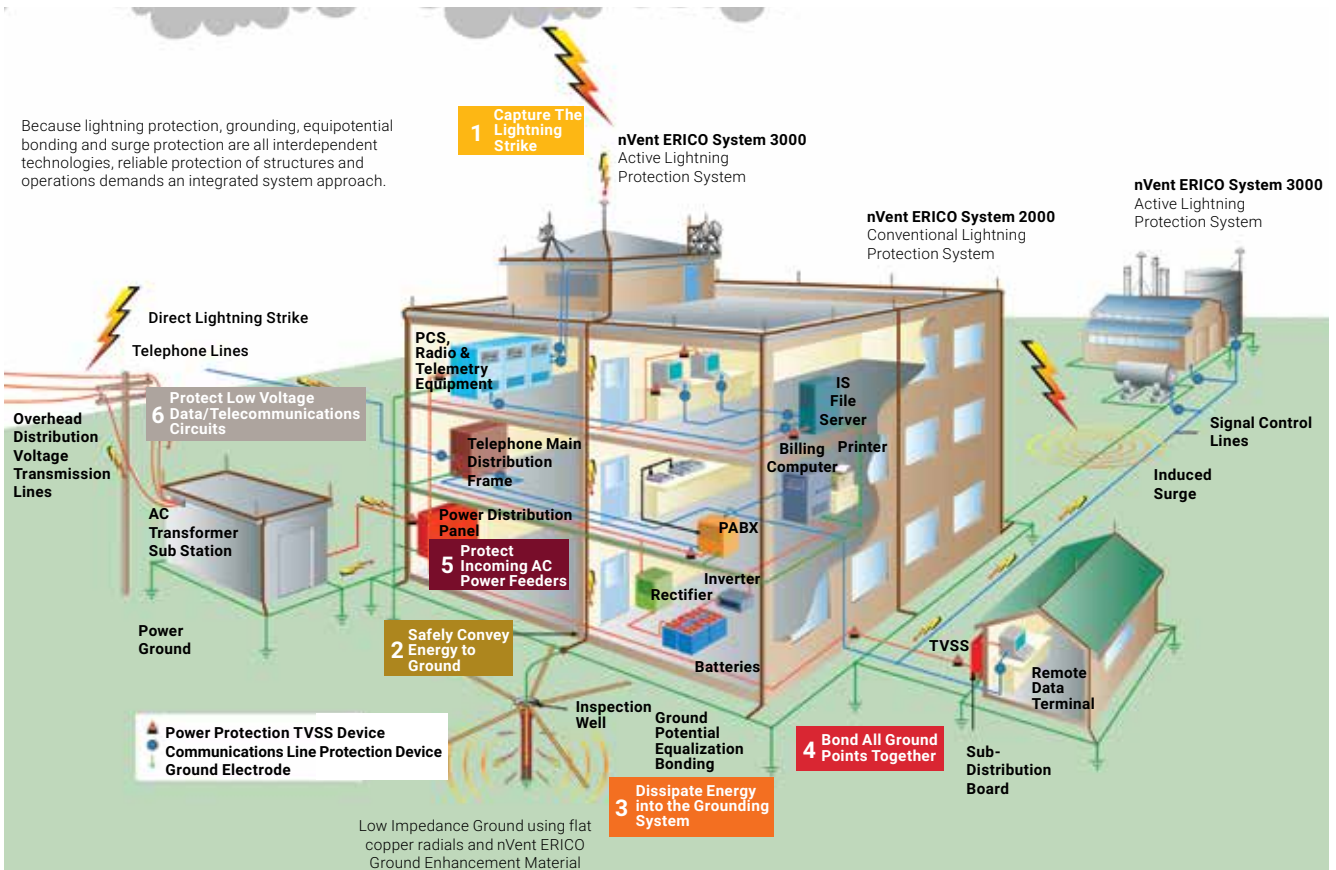 Because lightning protection, grounding, equipotential
bonding and surge protection are all interdependent
technologies, reliable protection of structures and
operations demands an integrated system approach.
1 Capture The
Lightning
Strike
nVent ERICO System 3000
Active Lightning
Protection System
nVent ERICO System 2000
Conventional Lightning
Protection System
nVent ERICO System 3000
Active Lightning
Protection System
Direct Lightning Strike
Telephone Lines
6 Protect Low Voltage
Data/Telecommunications
Circuits
Overhead
Distribution
Voltage
Transmission
Lines
AC
Transformer
Sub Station
Power
Ground
PCS,
Radio &
Telemetry
Equipment
Telephone Main
Distribution
Frame
Power Distribution
Panel
5 Protect
Incoming AC
Power Feeders
IS
File
Server
Billing
Computer
Printer
PABX
Inverter
Rectifier
Batteries
Signal Control
Lines
Induced
Surge
2 Safely Convey
Energy to
Ground
TVSS
Remote
Data
Terminal
Sub-
Distribution
Board
Inspection
Well
Ground
Potential
Equalization
Bonding
4 Bond All Ground
Points Together
3 Dissipate Energy
into the Grounding
System
Power Protection TVSS Device
Communications Line Protection Device
Ground Electrode
Low Impedance Ground using flat
copper radials and nVent ERICO
Ground Enhancement Material